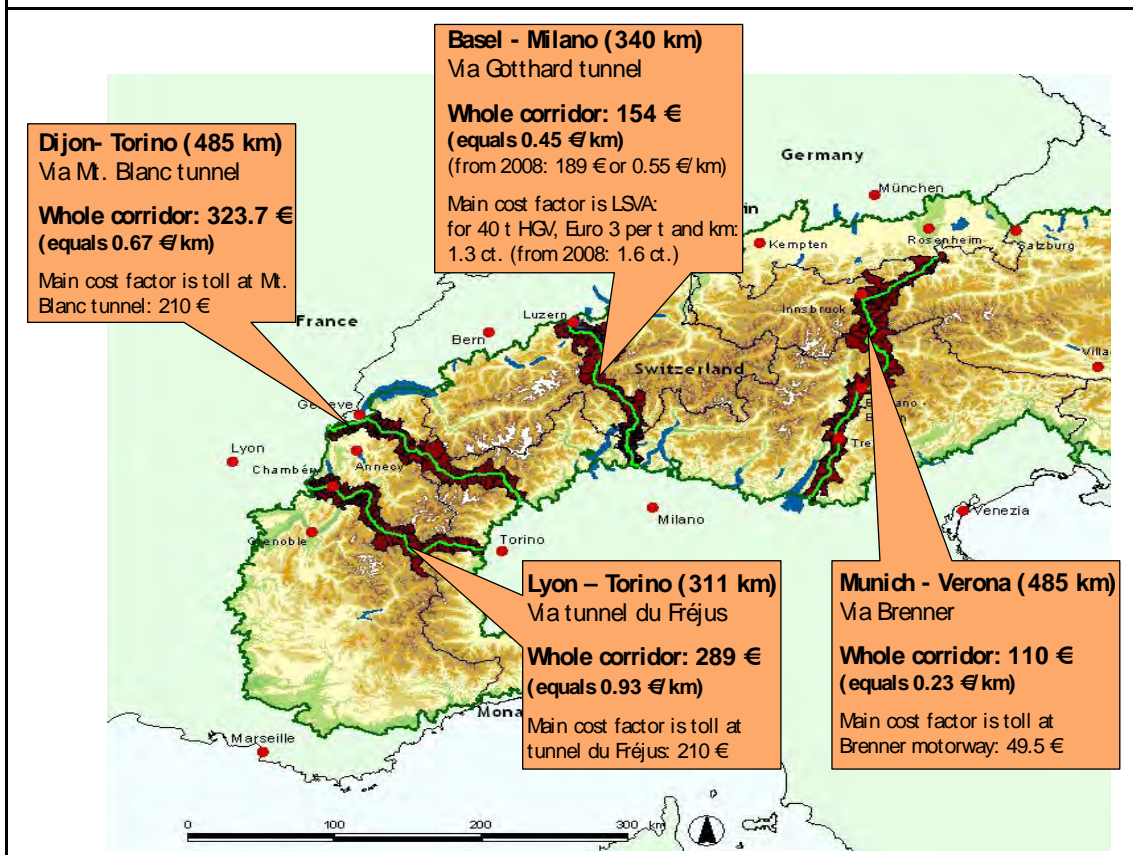 Basel - Milano (340 km)
Via Gotthard tunnel
Whole corridor: 154 €
(equals 0.45 €/km)
(from 2008: 189 € or 0.55 €/km)
Main cost factor is LSVA:
for 40 t HGV, Euro 3 per t and km:
1.3 ct. (from 2008: 1.6 ct.)
Dijon- Torino (485 km)
Via Mt. Blanc tunnel
Whole corridor: 323.7 €
(equals 0.67 €/km)
Main cost factor is toll at Mt.
Blanc tunnel: 210 €
Germany
München
Kempten
Rosenheim
Salzburg
France
Luzern
Innsbruck
Bern
Switzerland
Genève
Lyon
Annecy
Chambéry
Milano
Venezia
Grenoble
Torino
Lyon – Torino (311 km)
Via tunnel du Fréjus
Whole corridor: 289 €
(equals 0.93 €/km)
Main cost factor is toll at
tunnel du Fréjus: 210 €
Munich - Verona (485 km)
Via Brenner
Whole corridor: 110 €
(equals 0.23 €/km)
Main cost factor is toll at
Brenner motorway: 49.5 €
Marseille
0 100 200 300 km